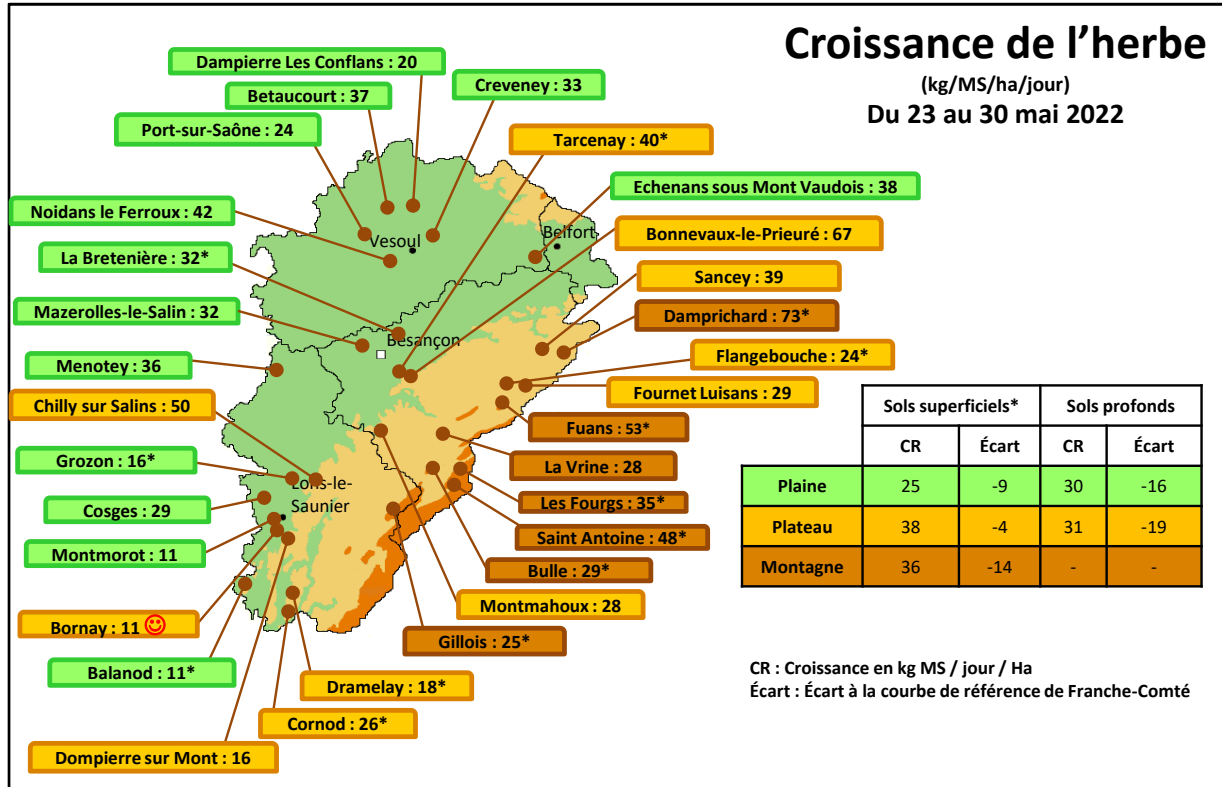 Croissance de l'herbe
(kg/MS/ha/jour)
Du 23 au 30 mai 2022
Dampierre Les Conflans : 20
Betaucourt : 37
Creveney : 33
Port-sur-Saône : 24
Tarcenay : 40*
Echenans sous Mont Vaudois : 38
Noidans le Ferroux : 42
Vesoul
Belfort
Bonnevaux-le-Prieuré : 67
La Bretenière : 32*
Sancey : 39
Mazerolles-le-Salin : 32
Damprichard : 73*
Besançon
Menotey : 36
Flangebouche : 24*
Fournet Luisans : 29
Chilly sur Salins : 50
Fuans : 53*
Grozon : 16*
La Vrine : 28
Lons-le-
Saunier
Cosges : 29
Les Fourgs : 35*
Saint Antoine : 48*
Montmorot : 11
Bulle : 29*
Montmahoux : 28
Bornay : 11
Gillois : 25*
Balanod : 11*
Dramelay : 18*
Cornod : 26*
Dompierre sur Mont : 16
Sols superficiels* Sols profonds
CR Écart CR Écart
Plaine 25 -9 30 -16
Plateau 38 -4 31 -19
Montagne 36 -14 - -
CR : Croissance en kg MS / jour / Ha
Écart : Écart à la courbe de référence de Franche-Comté